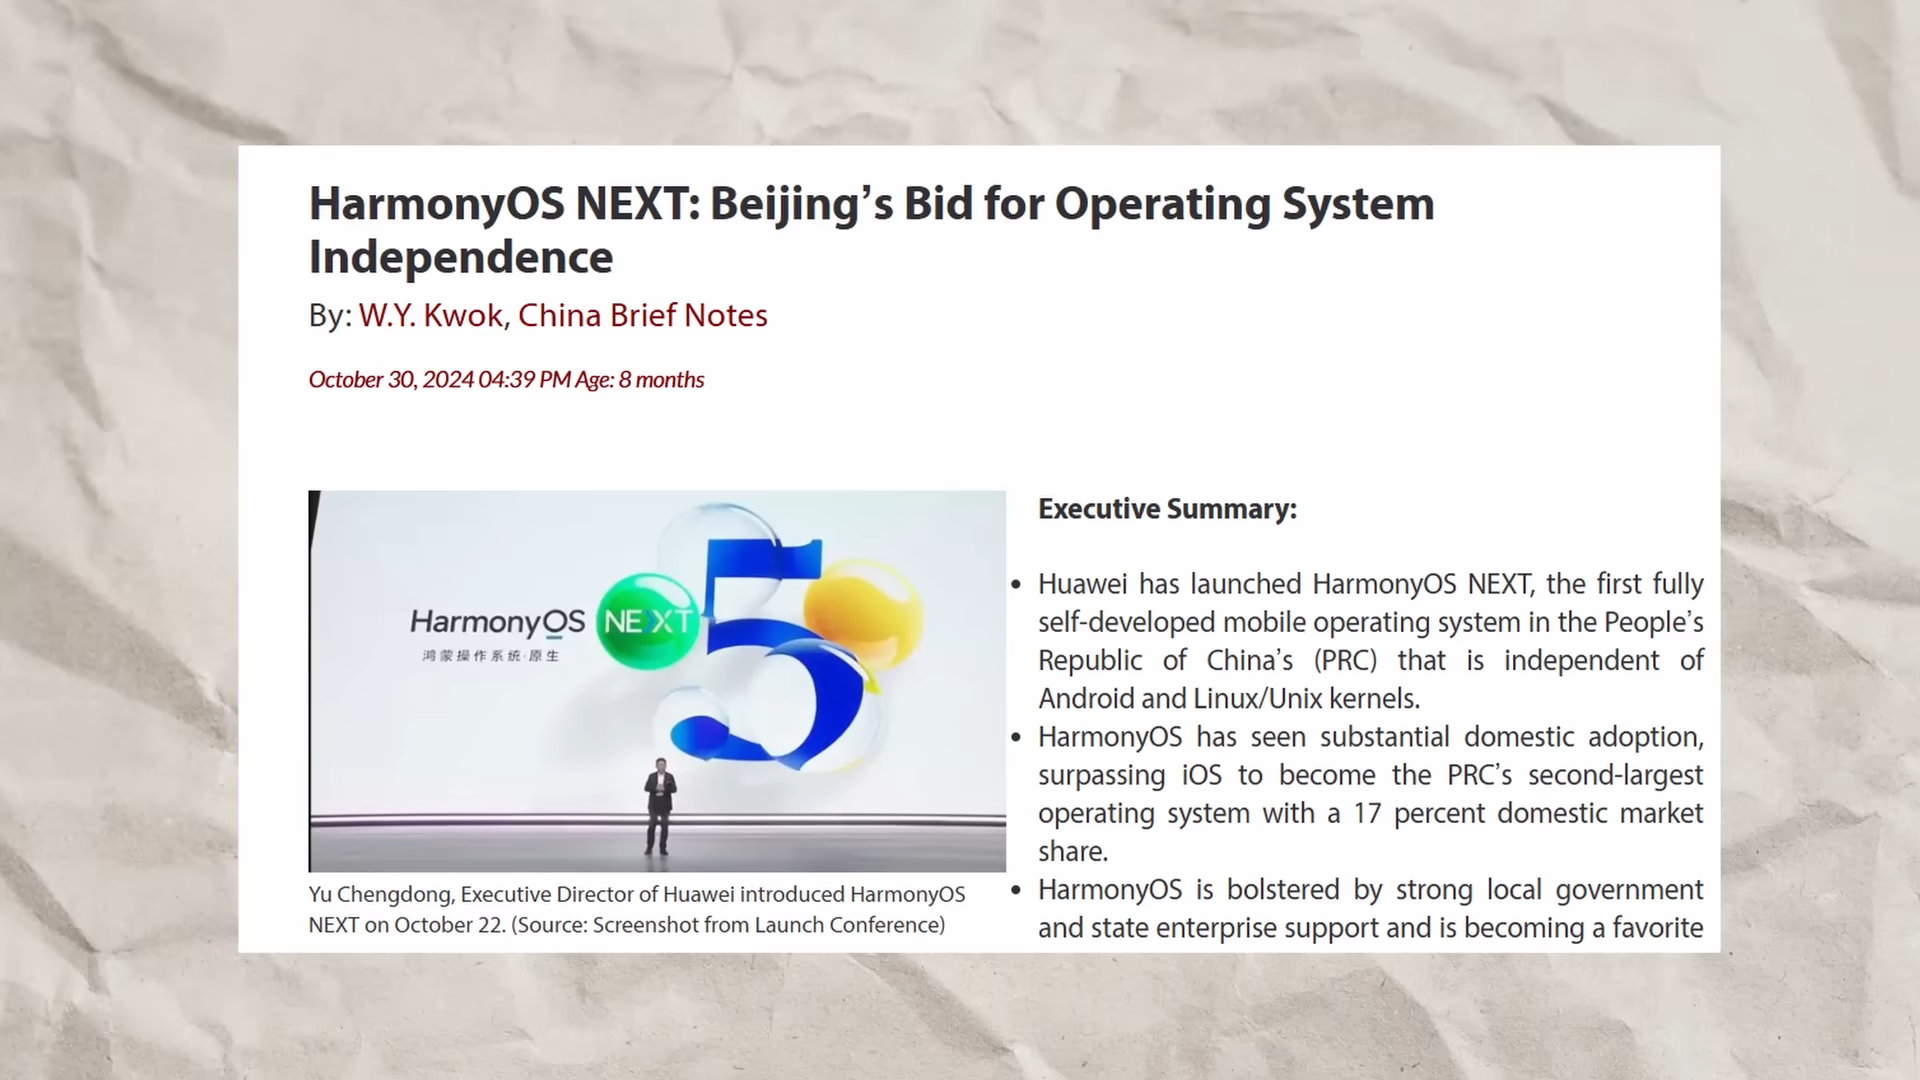 HarmonyOS NEXT: Beijing’s Bid for Operating System
Independence
By: W.Y. Kwok, China Brief Notes
October 30, 2024 04:39 PM Age: 8 months
HarmonyOS NEXT 5
鸿蒙操作系统·原生
Yu Chengdong, Executive Director of Huawei introduced HarmonyOS
NEXT on October 22. (Source: Screenshot from Launch Conference)
Executive Summary:
• Huawei has launched HarmonyOS NEXT, the first fully
self-developed mobile operating system in the People’s
Republic of China’s (PRC) that is independent of
Android and Linux/Unix kernels.
• HarmonyOS has seen substantial domestic adoption,
surpassing iOS to become the PRC’s second-largest
operating system with a 17 percent domestic market
share.
• HarmonyOS is bolstered by strong local government
and state enterprise support and is becoming a favorite